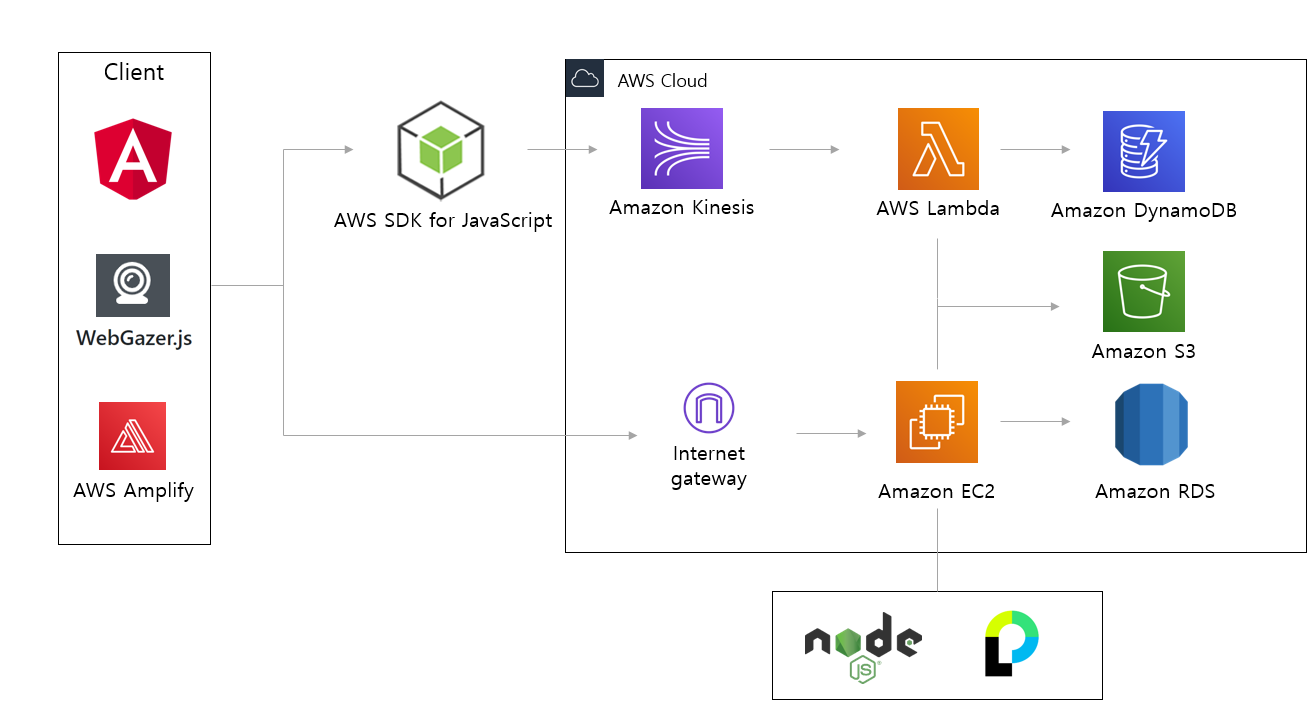 Client
A
WebGazer.js
AWS Amplify
AWS SDK for JavaScript
AWS Cloud
Amazon Kinesis
AWS Lambda
Amazon DynamoDB
Amazon S3
Internet
gateway
Amazon EC2
Amazon RDS
node
JS